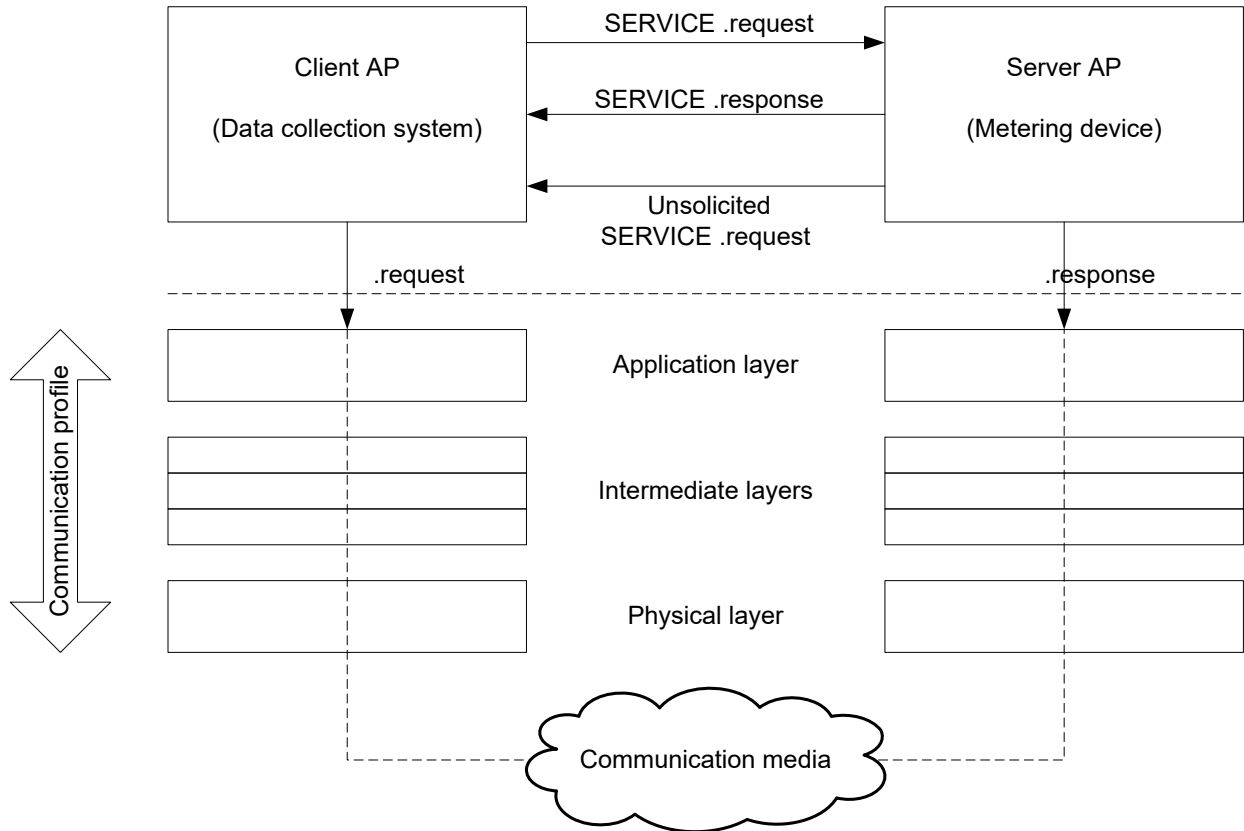 SERVICE .request
Client AP
Server AP
SERVICE .response
(Data collection system)
(Metering device)
Unsolicited
SERVICE .request
.request
.response
Application layer
Communication profile
Intermediate layers
Physical layer
Communication media